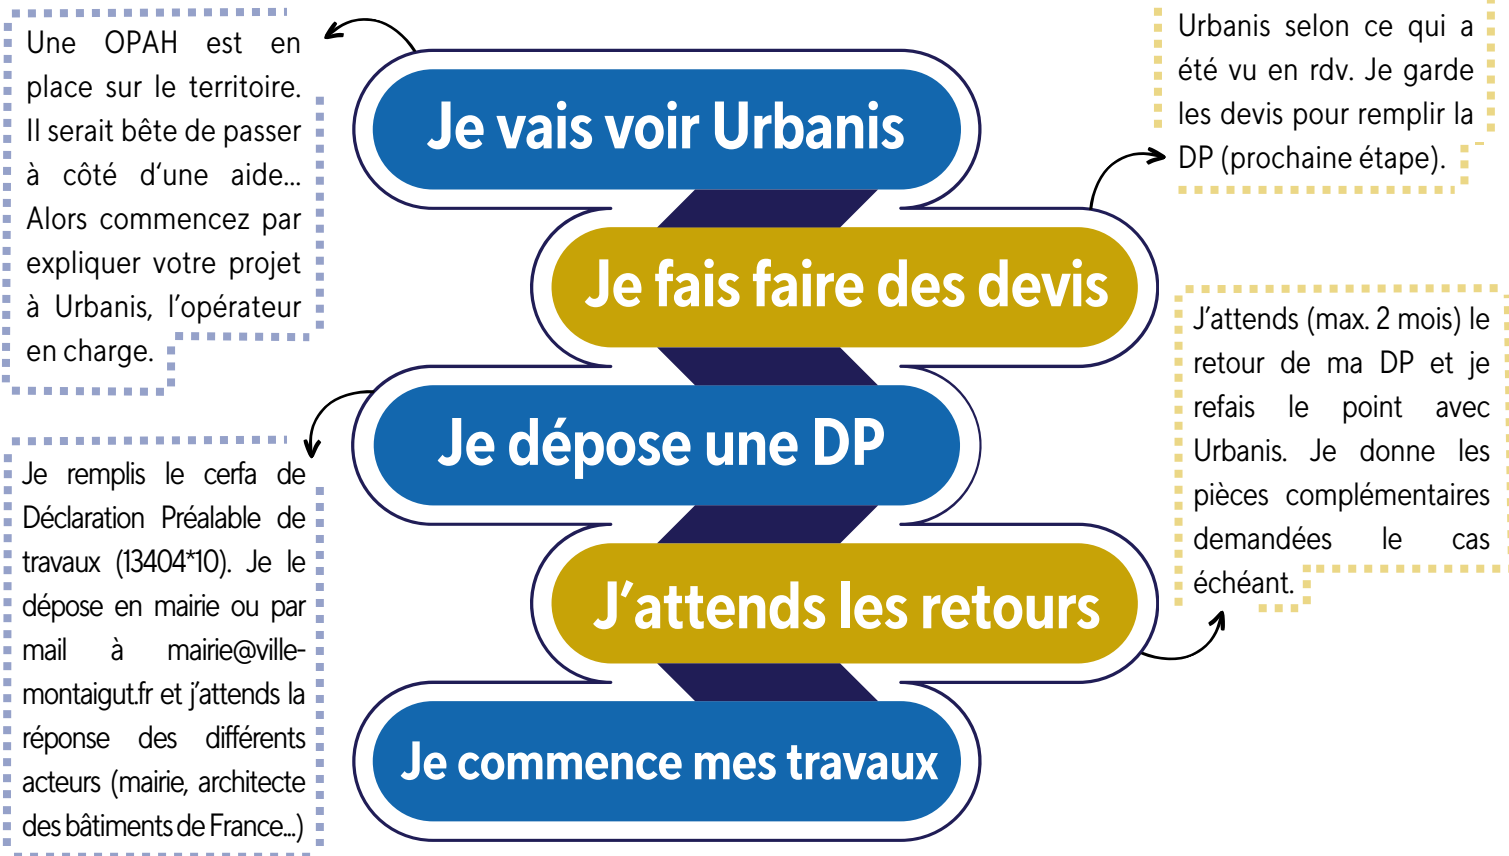 Une OPAH est en
place sur le territoire.
Il serait bête de passer
à côté d'une aide...
Alors commencez par
expliquer votre projet
à Urbanis, l'opérateur
en charge.
Je vais voir Urbanis
Urbanis selon ce qui a
été vu en rdv. Je garde
les devis pour remplir la
DP (prochaine étape).
Je fais faire des devis
Je dépose une DP
Je remplis le cerfa de
Déclaration Préalable de
travaux (13404*10). Je le
dépose en mairie ou par
mail à mairie@ville-
montaigut.fr et j'attends la
réponse des différents
acteurs (mairie, architecte
des bâtiments de France...)
J'attends les retours
J'attends (max. 2 mois) le
retour de ma DP et je
refais le point avec
Urbanis. Je donne les
pièces complémentaires
demandées le cas
échéant.
Je commence mes travaux